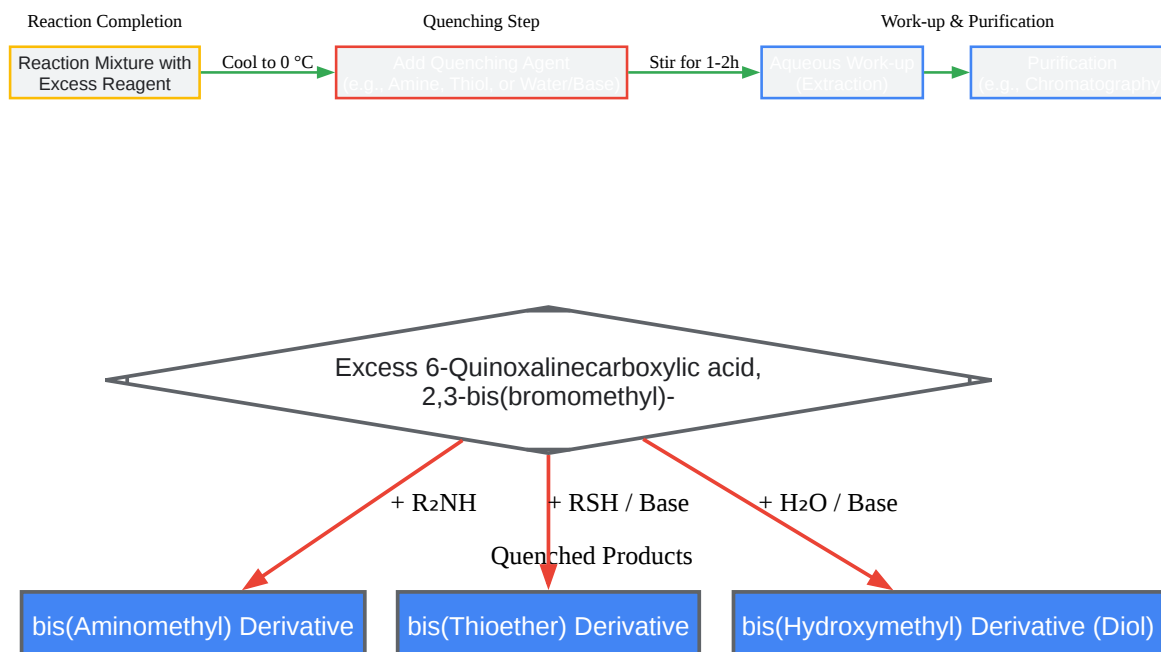 Reaction Completion
Quenching Step
Work-up & Purification
Reaction Mixture with
Excess Reagent
Cool to 0 °C
Add Quenching Agent
(e.g., Amine, Thiol, or Water/Base)
Stir for 1-2h
Aqueous Work-up
(Extraction)
Purification
(e.g., Chromatography
Excess 6-Quinoxalinecarboxylic acid,
2,3-bis(bromomethyl)-
+ R₂NH
+ RSH / Base
+ H₂O / Base
Quenched Products
bis(Aminomethyl) Derivative
bis(Thioether) Derivative
bis(Hydroxymethyl) Derivative (Diol)